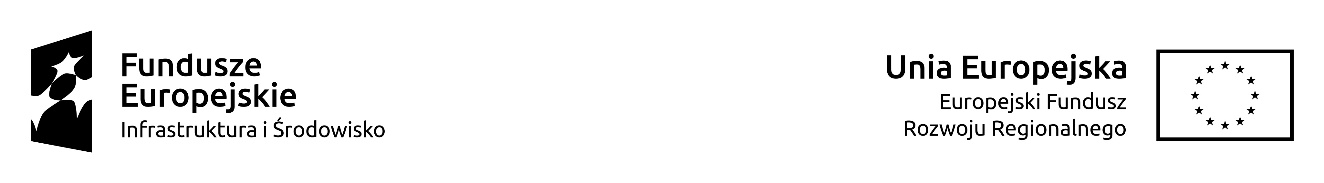 Fundusze
Europejskie
Infrastruktura i Środowisko
Unia Europejska
Europejski Fundusz
Rozwoju Regionalnego